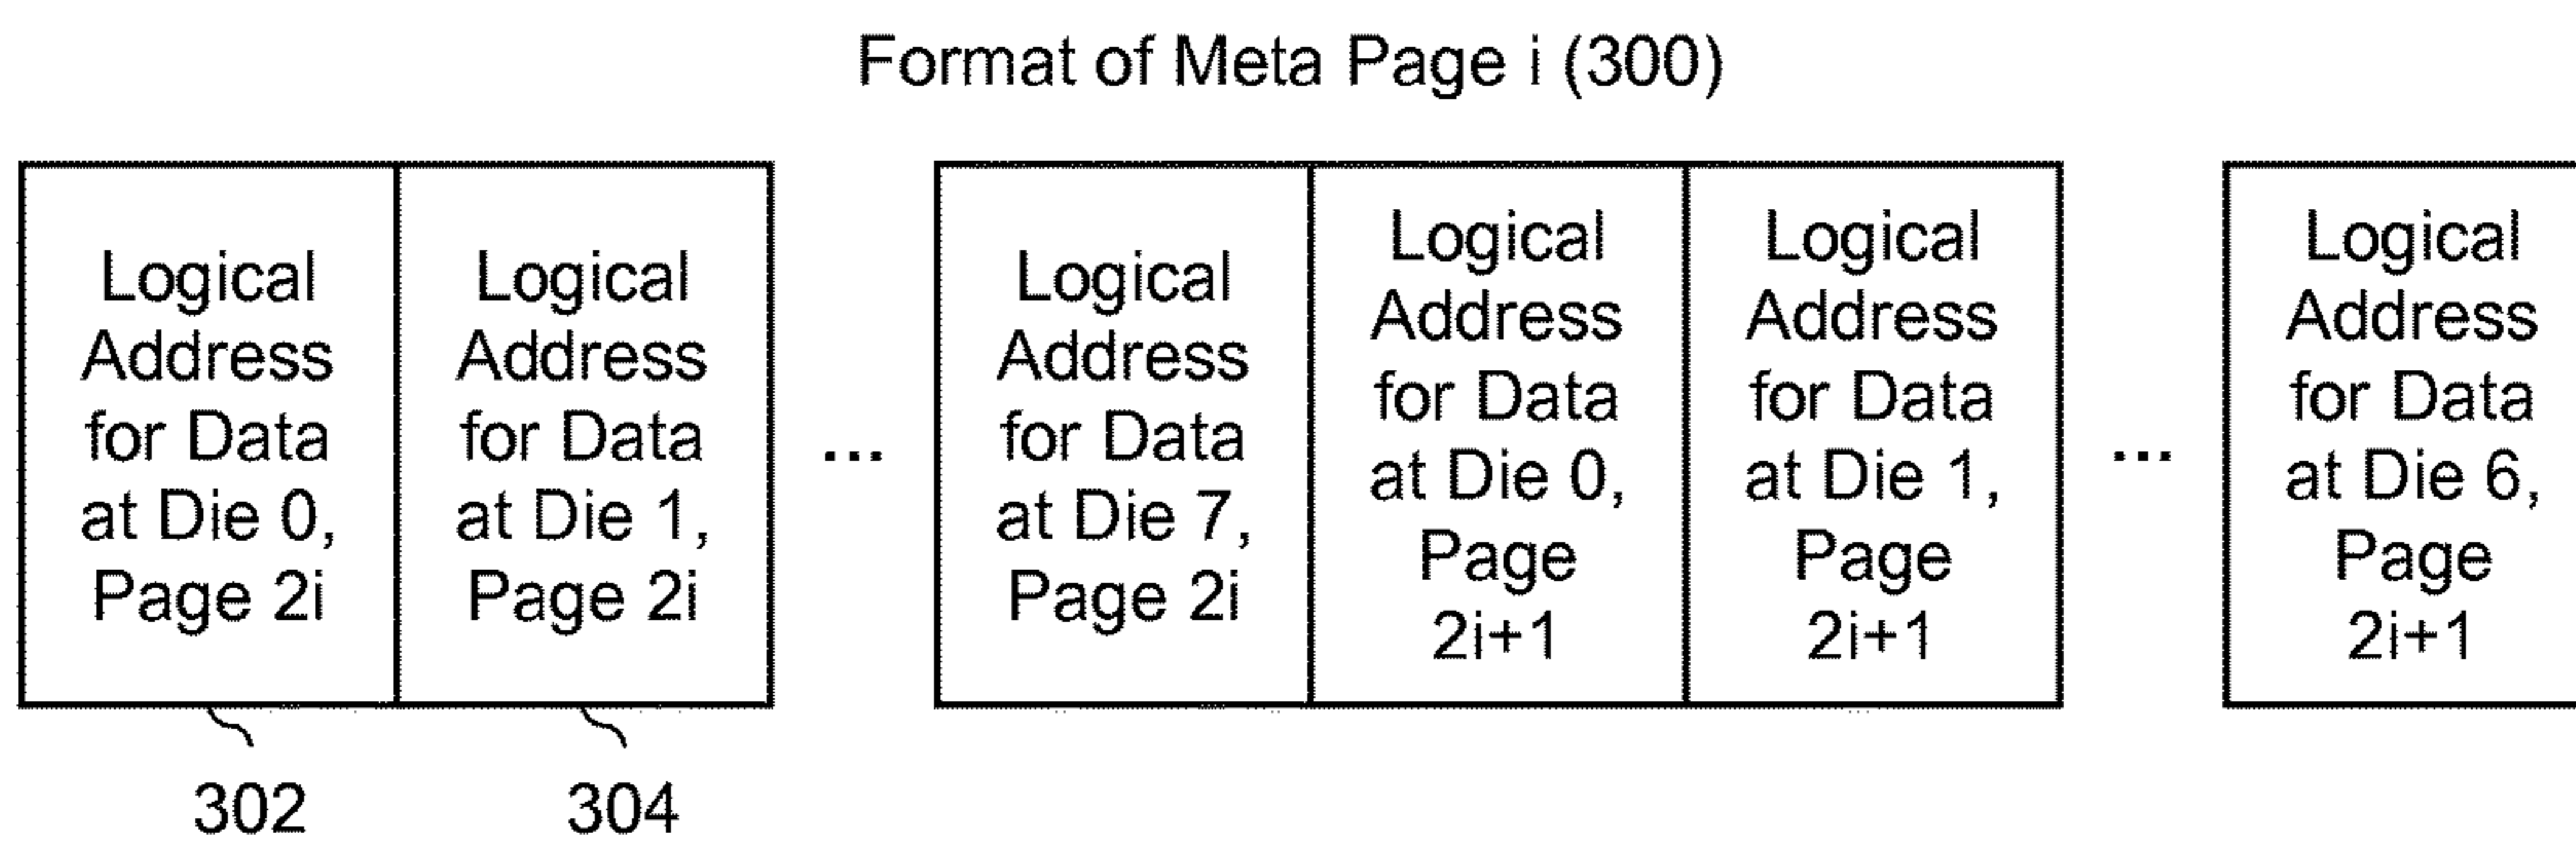 Format of Meta Page i (300)
Logical
Address
for Data
at Die 0,
Page 2i
Logical
Address
for Data
at Die 1,
Page 2i
...
Logical
Address
for Data
at Die 7,
Page 2i
Logical
Address
for Data
at Die 0,
Page
2i+1
Logical
Address
for Data
at Die 1,
Page
2i+1
...
Logical
Address
for Data
at Die 6,
Page
2i+1
302
304